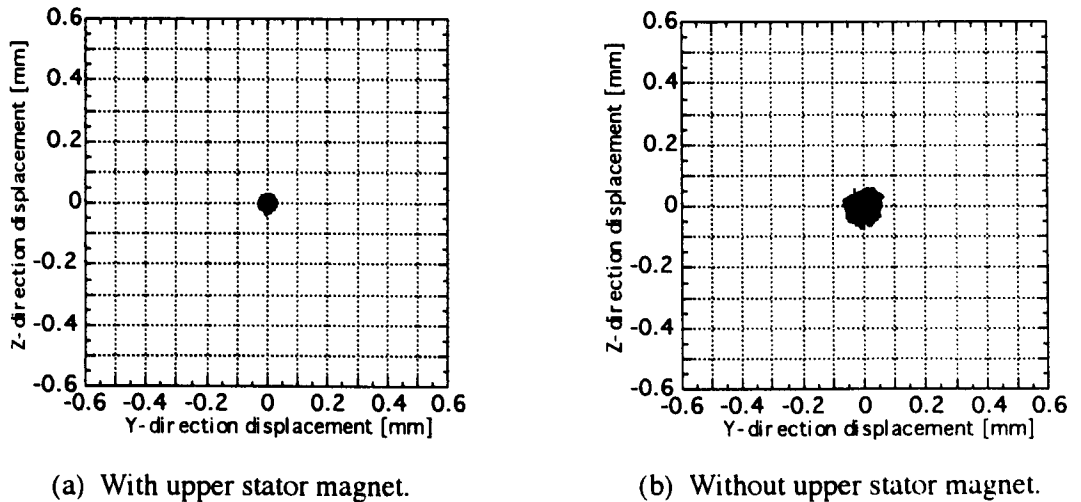 0.6
0.4
0.2
0
-0.2
-0.4
-0.6
Z-direction displacement [mm]
-0.6 -0.4 -0.2 0 0.2 0.4 0.6
Y-direction displacement [mm]
(a) With upper stator magnet.
0.6
0.4
0.2
0
-0.2
-0.4
-0.6
Z-direction displacement [mm]
-0.6 -0.4 -0.2 0 0.2 0.4 0.6
Y-direction displacement [mm]
(b) Without upper stator magnet.